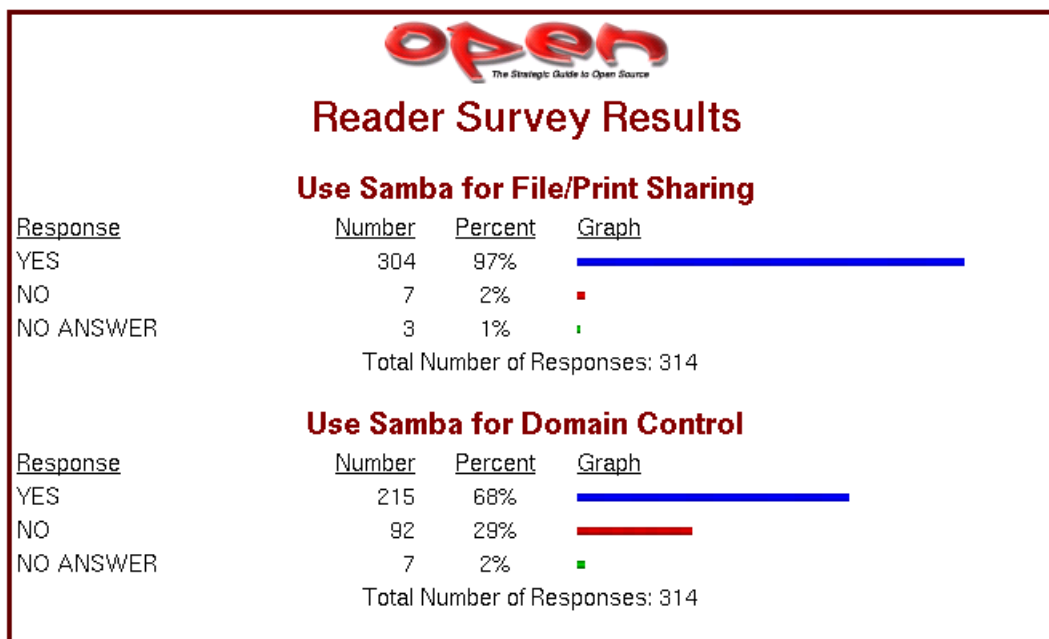 open
The Strategic Guide to Open Source
Reader Survey Results
Use Samba for File/Print Sharing
Response Number Percent Graph
YES 304 97%
NO 7 2%
NO ANSWER 3 1%
Total Number of Responses: 314
Use Samba for Domain Control
Response Number Percent Graph
YES 215 68%
NO 92 29%
NO ANSWER 7 2%
Total Number of Responses: 314